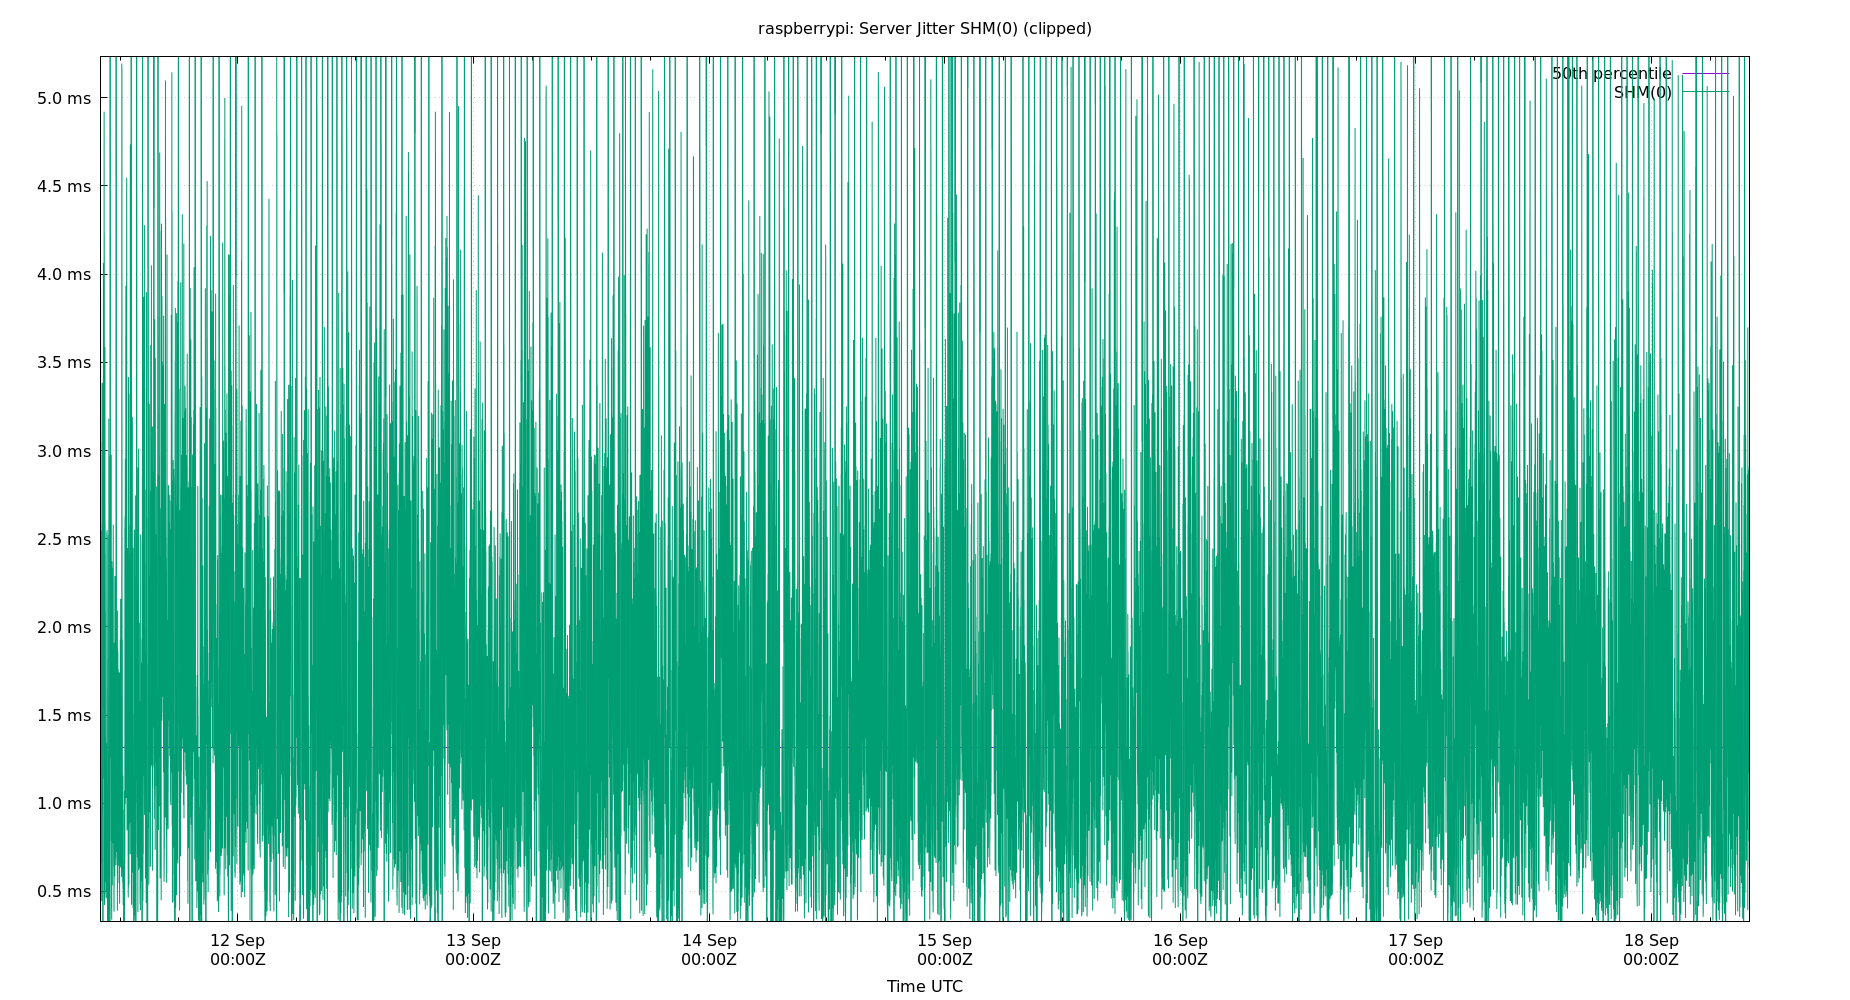 raspberrypi: Server Jitter SHM(0) (clipped)
50th percentile
SHM(0)
5.0 ms
4.5 ms
4.0 ms
3.5 ms
3.0 ms
2.5 ms
2.0 ms
1.5 ms
1.0 ms
0.5 ms
12 Sep 13 Sep 14 Sep 15 Sep 16 Sep 17 Sep 18 Sep
00:00Z 00:00Z 00:00Z 00:00Z 00:00Z 00:00Z 00:00Z
Time UTC